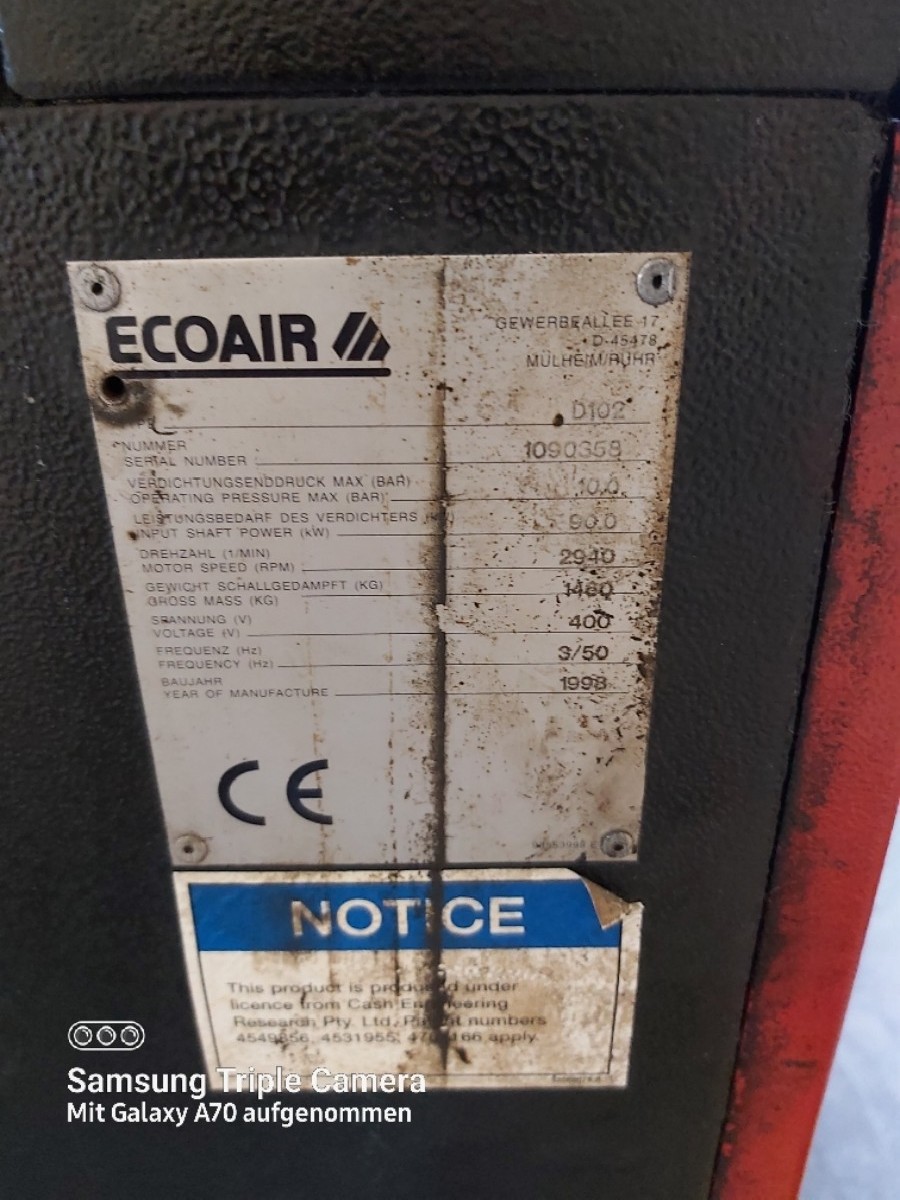 ECOAIR
GEWERBEALLEE 17
D-45478
MÜLHEIM/RUHR
D102
NUMMER
SERIAL NUMBER 1090358
VERDICHTUNGSENDDRUCK MAX (BAR)
OPERATING PRESSURE MAX (BAR) 10.0
LEISTUNGSBEDARF DES VERDICHTERS
INPUT SHAFT POWER (kW) 90.0
DREHZAHL (1/MIN)
MOTOR SPEED (RPM) 2940
GEWICHT SCHALLGEDAMPFT (KG)
GROSS MASS (KG)
SPANNUNG (V)
VOLTAGE (V) 400
FREQUENZ (Hz)
FREQUENCY (Hz) 3/50
BAUJAHR
YEAR OF MANUFACTURE 1998
CE
NOTICE
This product is produced under
licence from Cash Engineering
Research Pty. Ltd. Patent numbers
4531955, apply.
Samsung Triple Camera
Mit Galaxy A70 aufgenommen